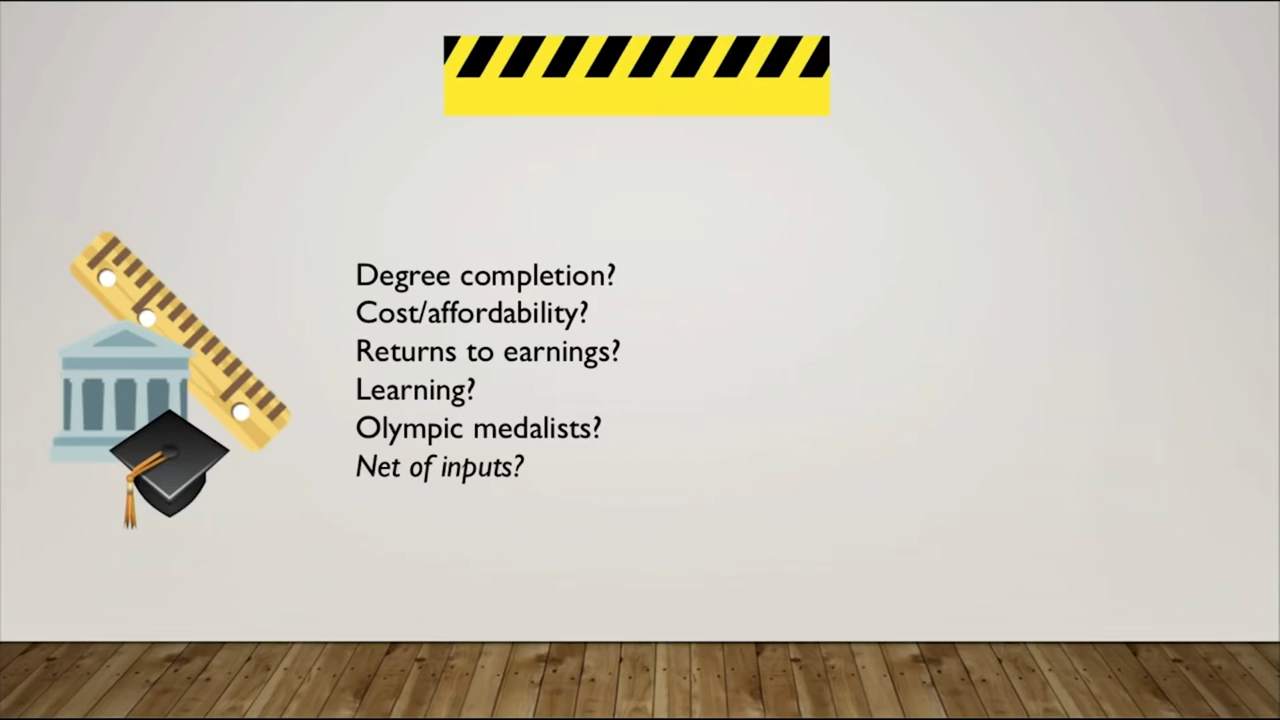 Degree completion?
Cost/affordability?
Returns to earnings?
Learning?
Olympic medalists?
Net of inputs?